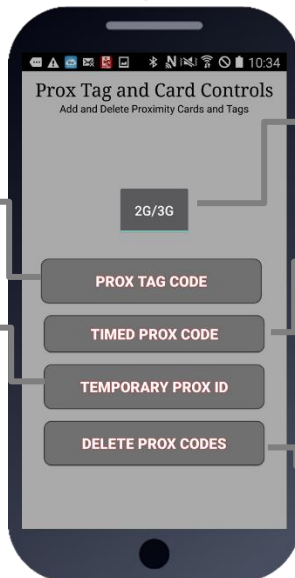 10:34
Prox Tag and Card Controls
Add and Delete Proximity Cards and Tags
2G/3G
PROX TAG CODE
TIMED PROX CODE
TEMPORARY PROX ID
DELETE PROX CODES